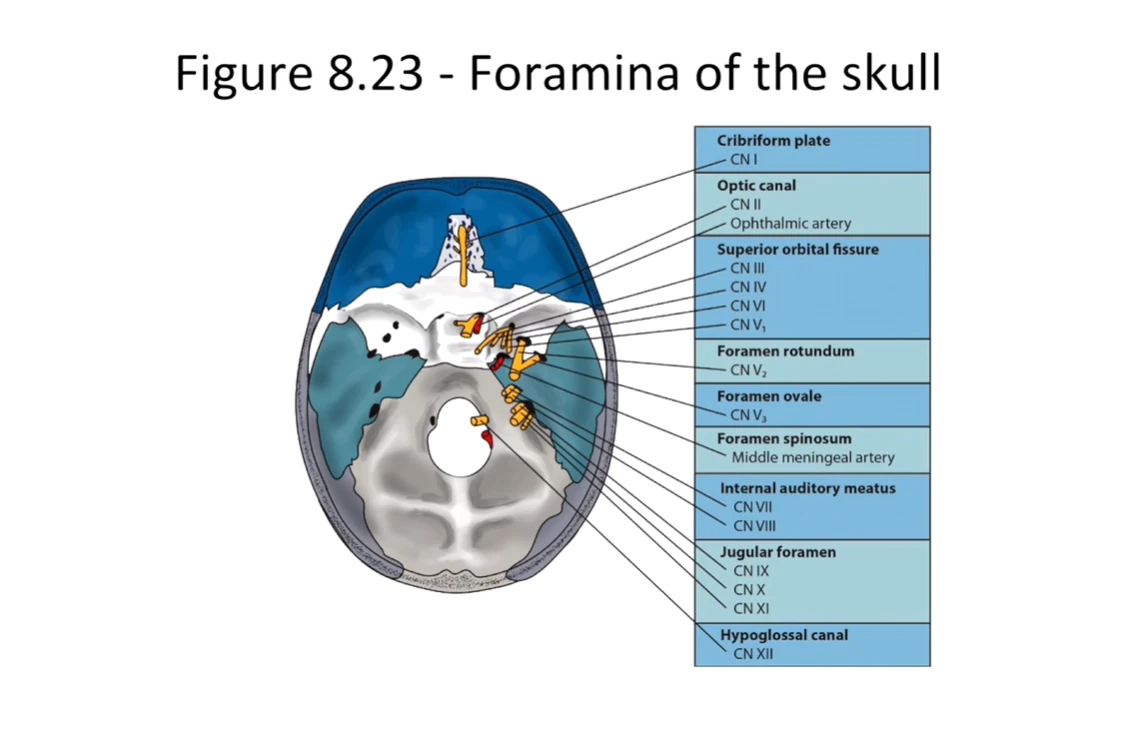 Figure 8.23 - Foramina of the skull
Cribriform plate
CN I
Optic canal
CN II
Ophthalmic artery
Superior orbital fissure
CN III
CN IV
CN VI
CN V₁
Foramen rotundum
CN V₂
Foramen ovale
CN V₃
Foramen spinosum
Middle meningeal artery
Internal auditory meatus
CN VII
CN VIII
Jugular foramen
CN IX
CN X
CN XI
Hypoglossal canal
CN XII